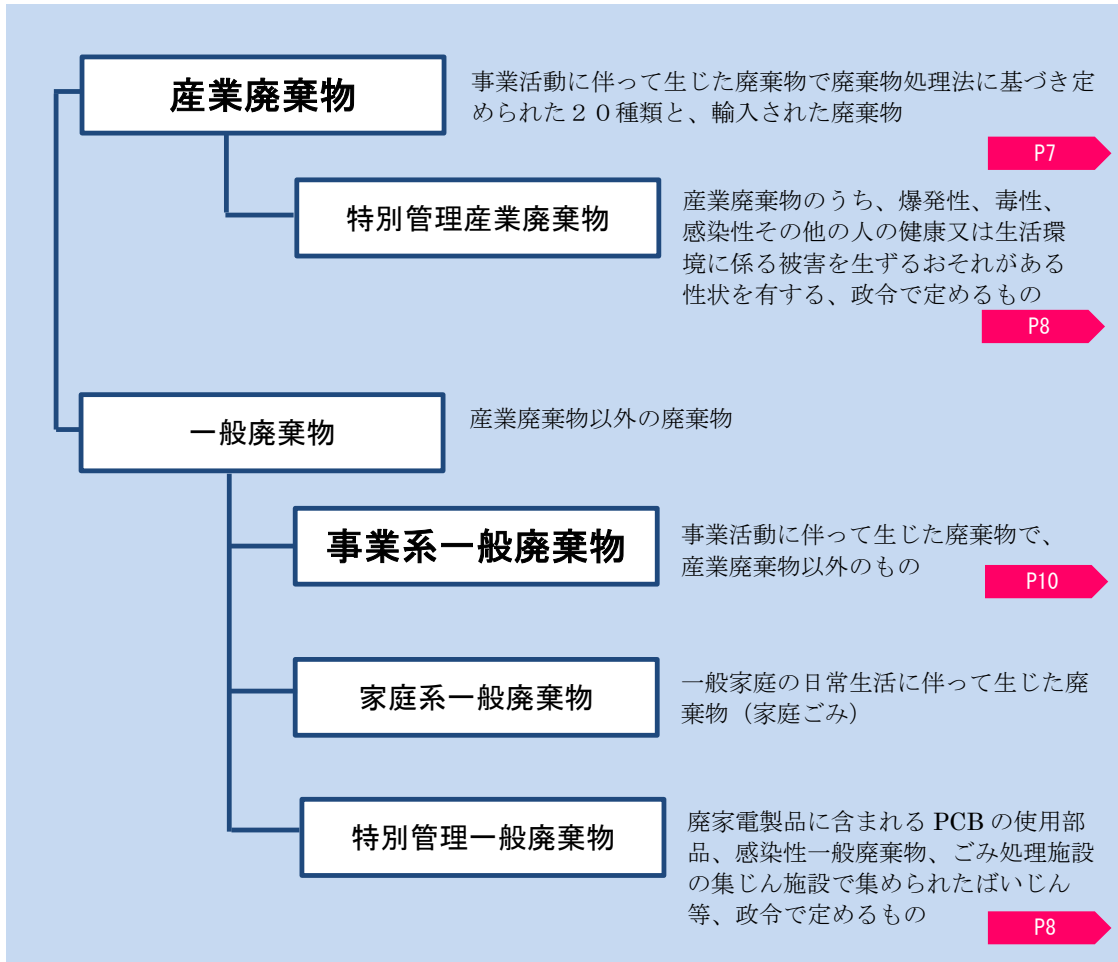 産業廃棄物
事業活動に伴って生じた廃棄物で廃棄物処理法に基づき定
められた２０種類と、輸入された廃棄物
P7
特別管理産業廃棄物
産業廃棄物のうち、爆発性、毒性、
感染性その他の人の健康又は生活環
境に係る被害を生ずるおそれがある
性状を有する、政令で定めるもの
P8
一般廃棄物
産業廃棄物以外の廃棄物
事業系一般廃棄物
事業活動に伴って生じた廃棄物で、
産業廃棄物以外のもの
P10
家庭系一般廃棄物
一般家庭の日常生活に伴って生じた廃
棄物（家庭ごみ）
特別管理一般廃棄物
廃家電製品に含まれる PCB の使用部
品、感染性一般廃棄物、ごみ処理施設
の集じん施設で集められたばいじん
等、政令で定めるもの
P8